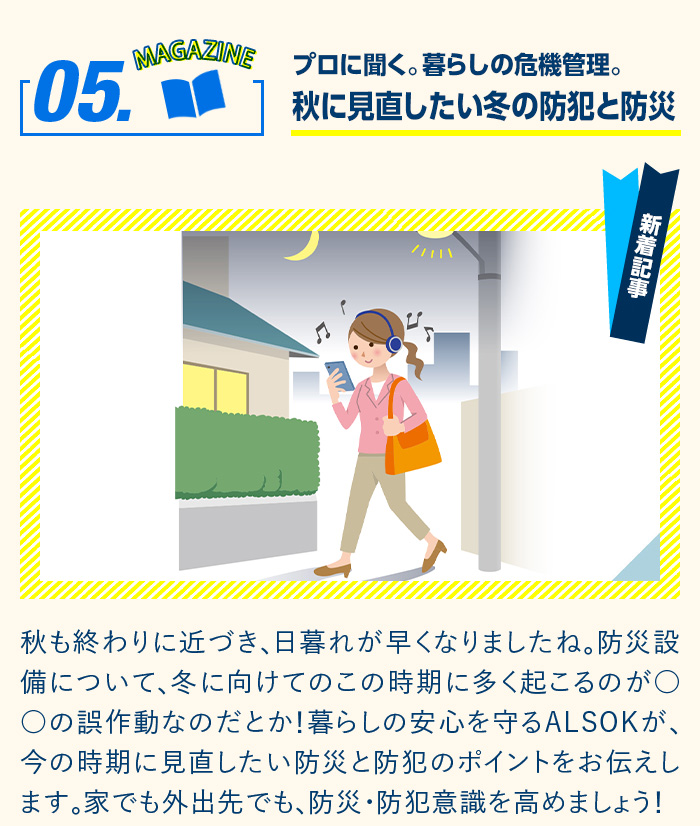 05.
MAGAZINE
プロに聞く。暮らしの危機管理。
秋に見直したい冬の防犯と防災
新着記事
秋も終わりに近づき、日暮れが早くなりましたね。防災設
備について、冬に向けてのこの時期に多く起こるのが〇
〇の誤作動なのだとか！暮らしの安心を守るALSOKが、
今の時期に見直したい防災と防犯のポイントをお伝えし
ます。家でも外出先でも、防災・防犯意識を高めましょう！